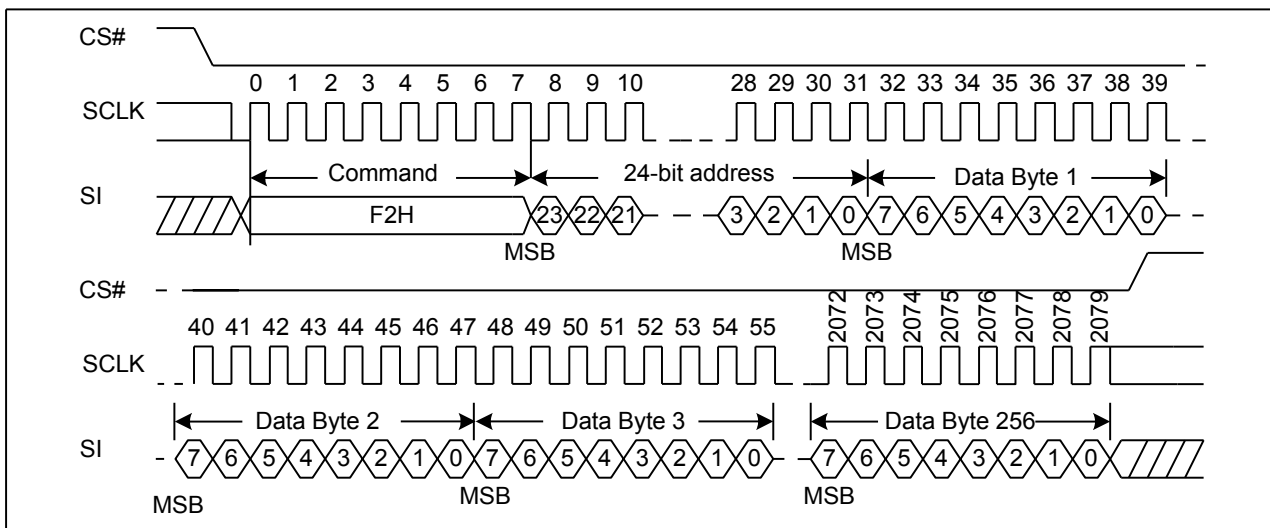 CS#
0 1 2 3 4 5 6 7 8 9 10 28 29 30 31 32 33 34 35 36 37 38 39
SCLK
Command 24-bit address Data Byte 1
SI
F2H 23 22 21 3 2 1 0 7 6 5 4 3 2 1 0
MSB MSB
CS#
40 41 42 43 44 45 46 47 48 49 50 51 52 53 54 55 2072 2073 2074 2075 2076 2077 2078 2079
SCLK
Data Byte 2 Data Byte 3 Data Byte 256
SI
7 6 5 4 3 2 1 0 7 6 5 4 3 2 1 0 7 6 5 4 3 2 1 0
MSB MSB MSB